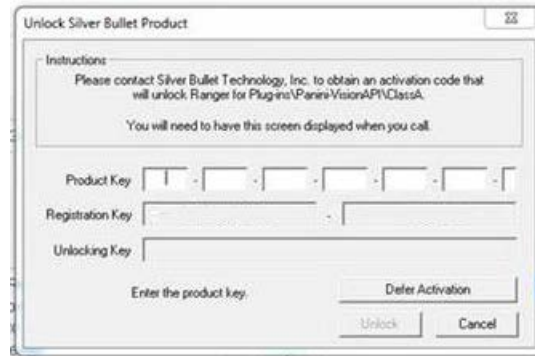 Unlock Silver Bullet Product
Instructions
Please contact Silver Bullet Technology, Inc. to obtain an activation code that
will unlock Ranger for Plug-ins\Panini-VisionAPI\ClassA.
You will need to have this screen displayed when you call.
Product Key - - - - - -
Registration Key -
Unlocking Key
Enter the product key.
Defer Activation
Unlock
Cancel